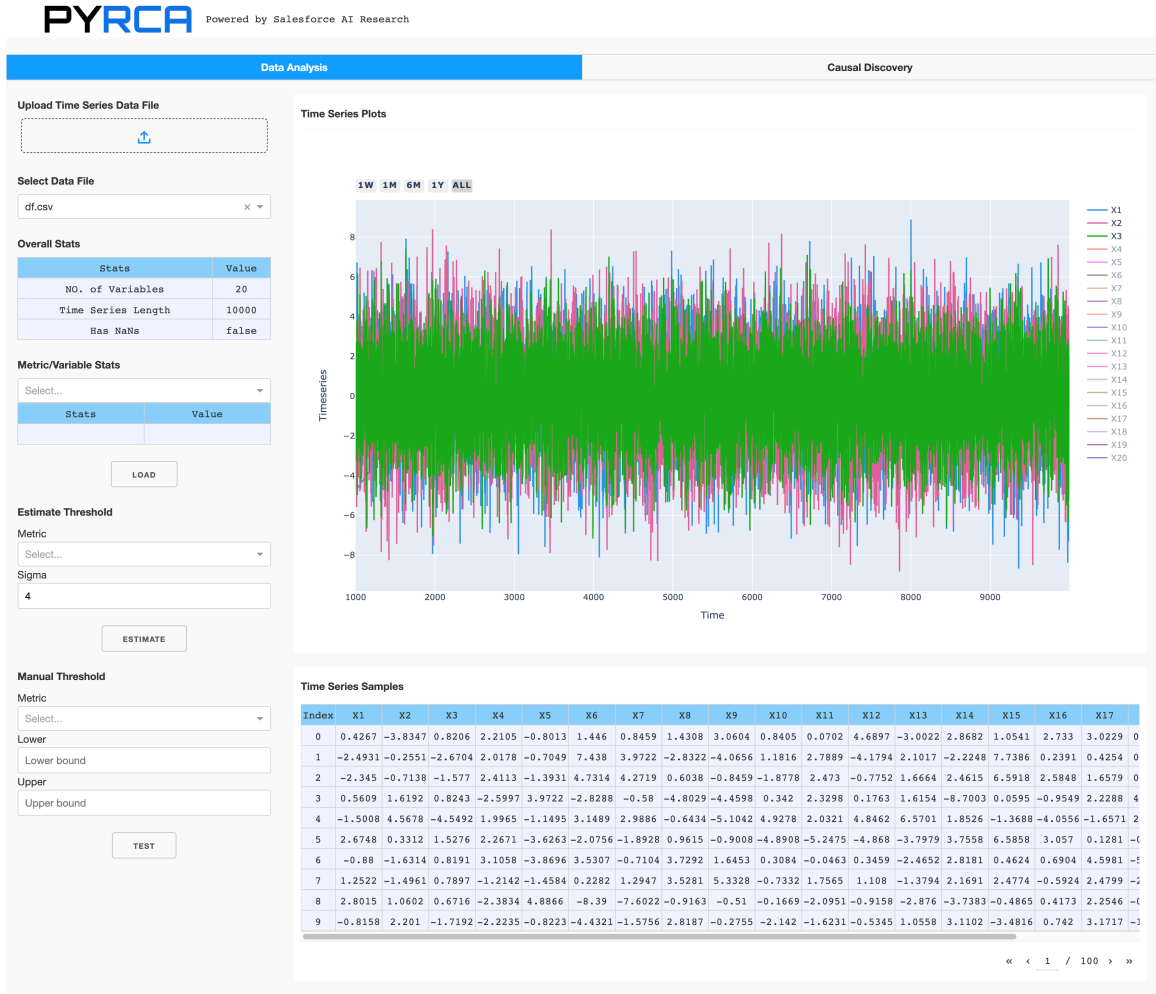 PYRCA Powered by Salesforce AI Research
Data Analysis Causal Discovery
Upload Time Series Data File
Select Data File
df.csv
Overall Stats
Stats Value
NO. of Variables 20
Time Series Length 10000
Has NaNs false
Metric/Variable Stats
Select...
Stats Value
LOAD
Estimate Threshold
Metric
Select...
Sigma
4
ESTIMATE
Manual Threshold
Metric
Select...
Lower
Lower bound
Upper
Upper bound
TEST
Time Series Plots
1W 1M 6M 1Y ALL
8
6
4
2
0
−2
−4
−6
−8
Timeseries
1000 2000 3000 4000 5000 6000 7000 8000 9000
Time
X1
X2
X3
X4
X5
X6
X7
X8
X9
X10
X11
X12
X13
X14
X15
X16
X17
X18
X19
X20
Time Series Samples
Index X1 X2 X3 X4 X5 X6 X7 X8 X9 X10 X11 X12 X13 X14 X15 X16 X17
0 0.4267 −3.8347 0.8206 2.2105 −0.8013 1.446 0.8459 1.4308 3.0604 0.8405 0.0702 4.6897 −3.0022 2.8682 1.0541 2.733 3.0229 0
1 −2.4931 −0.2551 −2.6704 2.0178 −0.7049 7.438 3.9722 −2.8322 −4.0656 1.1816 2.7889 −4.1794 2.1017 −2.2248 7.7386 0.2391 0.4254 0
2 −2.345 −0.7138 −1.577 2.4113 −1.3931 4.7314 4.2719 0.6038 −0.8459 −1.8778 2.473 −0.7752 1.6664 2.4615 6.5918 2.5848 1.6579 0
3 0.5609 1.6192 0.8243 −2.5997 3.9722 −2.8288 −0.58 −4.8029 −4.4598 0.342 2.3298 0.1763 1.6154 −8.7003 0.0595 −0.9549 2.2288 4
4 −1.5008 4.5678 −4.5492 1.9965 −1.1495 3.1489 2.9886 −0.6434 −5.1042 4.9278 2.0321 4.8462 6.5701 1.8526 −1.3688 −4.0556 −1.6571 2
5 2.6748 0.3312 1.5276 2.2671 −3.6263 −2.0756 −1.8928 0.9615 −0.9008 −4.8908 −5.2475 −4.868 −3.7979 3.7558 6.5858 3.057 0.1281 −0
6 −0.88 −1.6314 0.8191 3.1058 −3.8696 3.5307 −0.7104 3.7292 1.6453 0.3084 −0.0463 0.3459 −2.4652 2.8181 0.4624 0.6904 4.5981 −5
7 1.2522 −1.4961 0.7897 −1.2142 −1.4584 0.2282 1.2947 3.5281 5.3328 −0.7332 1.7565 1.108 −1.3794 2.1691 2.4774 −0.5924 2.4799 −2
8 2.8015 1.0602 0.6716 −2.3834 4.8866 −8.39 −7.6022 −0.9163 −0.51 −0.1669 −2.0951 −0.9158 −2.876 −3.7383 −0.4865 0.4173 2.2546 −0
9 −0.8158 2.201 −1.7192 −2.2235 −0.8223 −4.4321 −1.5756 2.8187 −0.2755 −2.142 −1.6231 −0.5345 1.0558 3.1102 −3.4816 0.742 3.1717 −1
« ‹ 1 / 100 › »